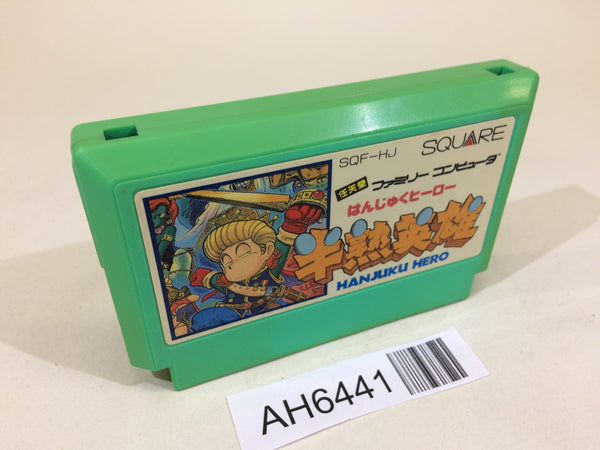 SQF-HJ
SQUARE
任天堂 ファミリー コンピュータ
はんじゅくヒーロー
半熟英雄
HANJUKU HERO
AH6441